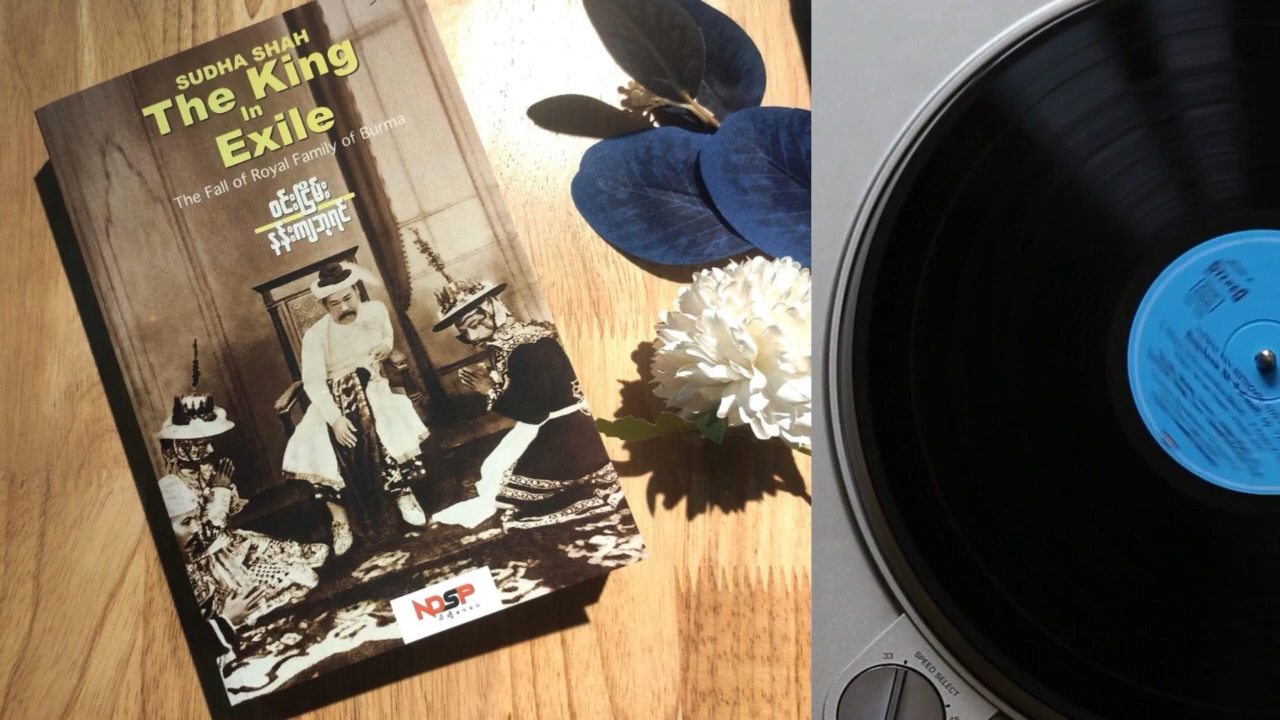 SUDHA SHAH
The King
In
Exile
The Fall of Royal Family of Burma
ဝင်းငြိမ်း
နန်းကျဘုရင်
NDSP
33
SPEED SELECT